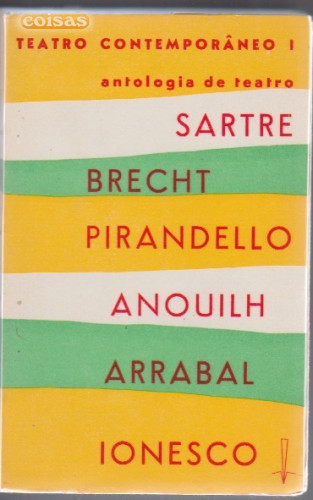 coisas
TEATRO CONTEMPORÂNEO I
antologia de teatro
SARTRE
BRECHT
PIRANDELLO
ANOUILH
ARRABAL
IONESCO